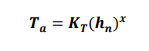 𝑻𝒂 = 𝑲𝑻(𝒉𝒏)ˣ